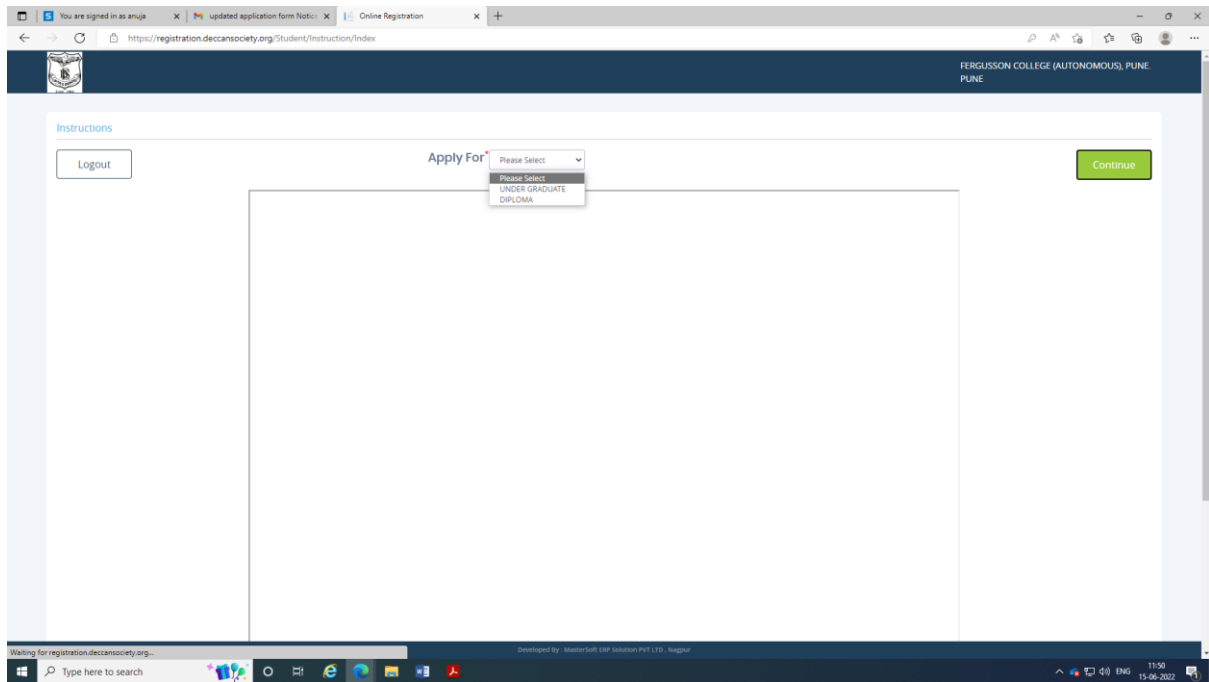 You are signed in as anuja
updated application form Notice
Online Registration
https://registration.deccansociety.org/Student/Instruction/Index
FERGUSSON COLLEGE (AUTONOMOUS), PUNE.
PUNE
Instructions
Logout
Apply For*
Please Select
Continue
Please Select
UNDER GRADUATE
DIPLOMA
Waiting for registration.deccansociety.org...
Developed By : MasterSoft ERP Solution PVT LTD , Nagpur
Type here to search
ENG
11:50
15-06-2022